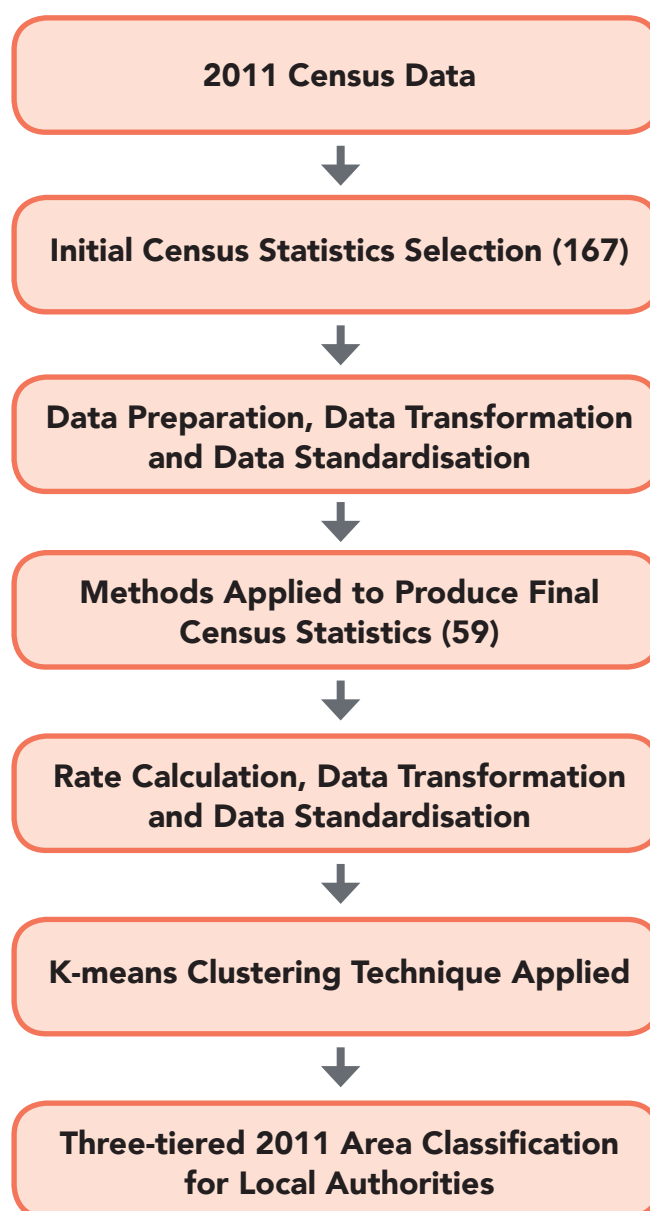 2011 Census Data
Initial Census Statistics Selection (167)
Data Preparation, Data Transformation
and Data Standardisation
Methods Applied to Produce Final
Census Statistics (59)
Rate Calculation, Data Transformation
and Data Standardisation
K-means Clustering Technique Applied
Three-tiered 2011 Area Classification
for Local Authorities